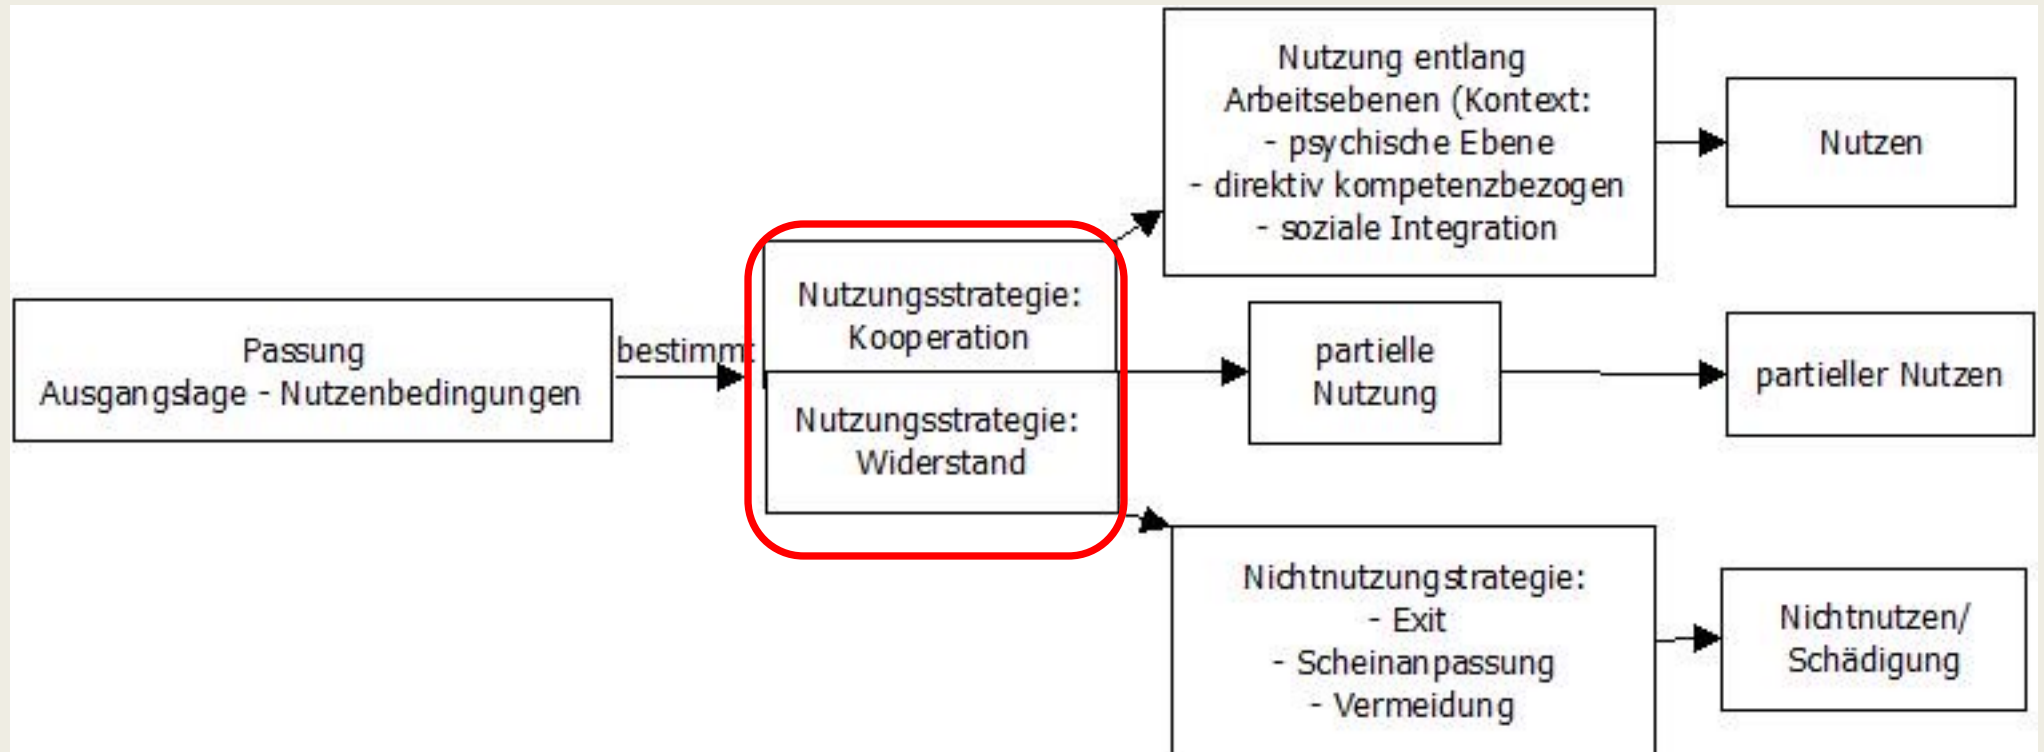 Passung
Ausgangslage - Nutzenbedingungen
bestimmt
Nutzungsstrategie:
Kooperation
Nutzungsstrategie:
Widerstand
Nutzung entlang
Arbeitsebenen (Kontext:
- psychische Ebene
- direktiv kompetenzbezogen
- soziale Integration
Nutzen
partielle
Nutzung
partieller Nutzen
Nichtnutzungstrategie:
- Exit
- Scheinanpassung
- Vermeidung
Nichtnutzen/
Schädigung